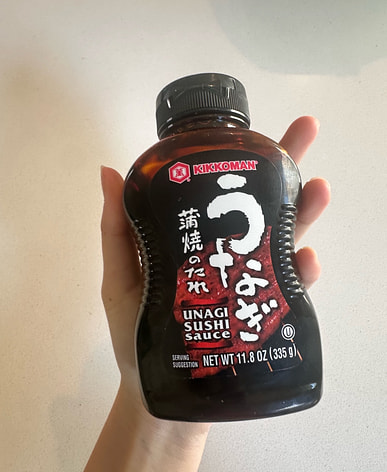 KIKKOMAN®
うなぎ
蒲焼のたれ
UNAGI
SUSHI
sauce
SERVING
SUGGESTION
NET WT 11.8 OZ (335 g)
U